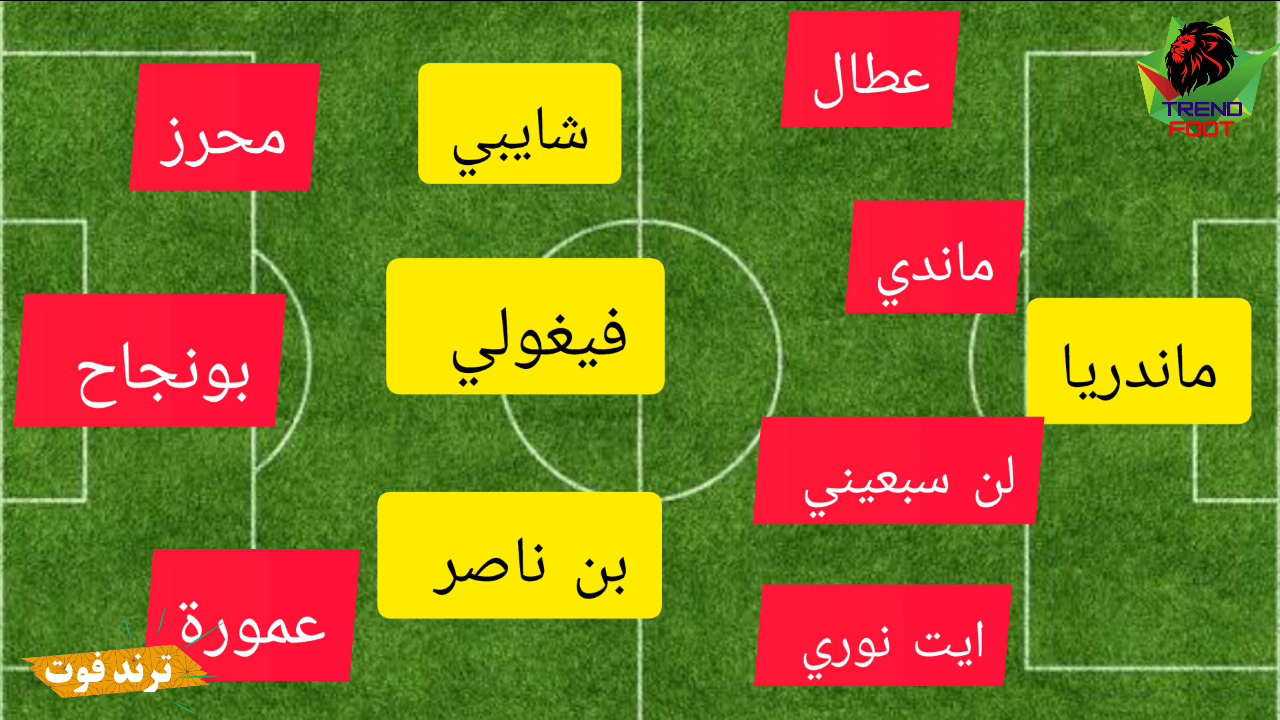 عطال
TREND
FOOT
شايبي
محرز
ماندي
ماندريا
فيغولي
بونجاح
لن سبعيني
بن ناصر
ايت نوري
عمورة
ترند فوت